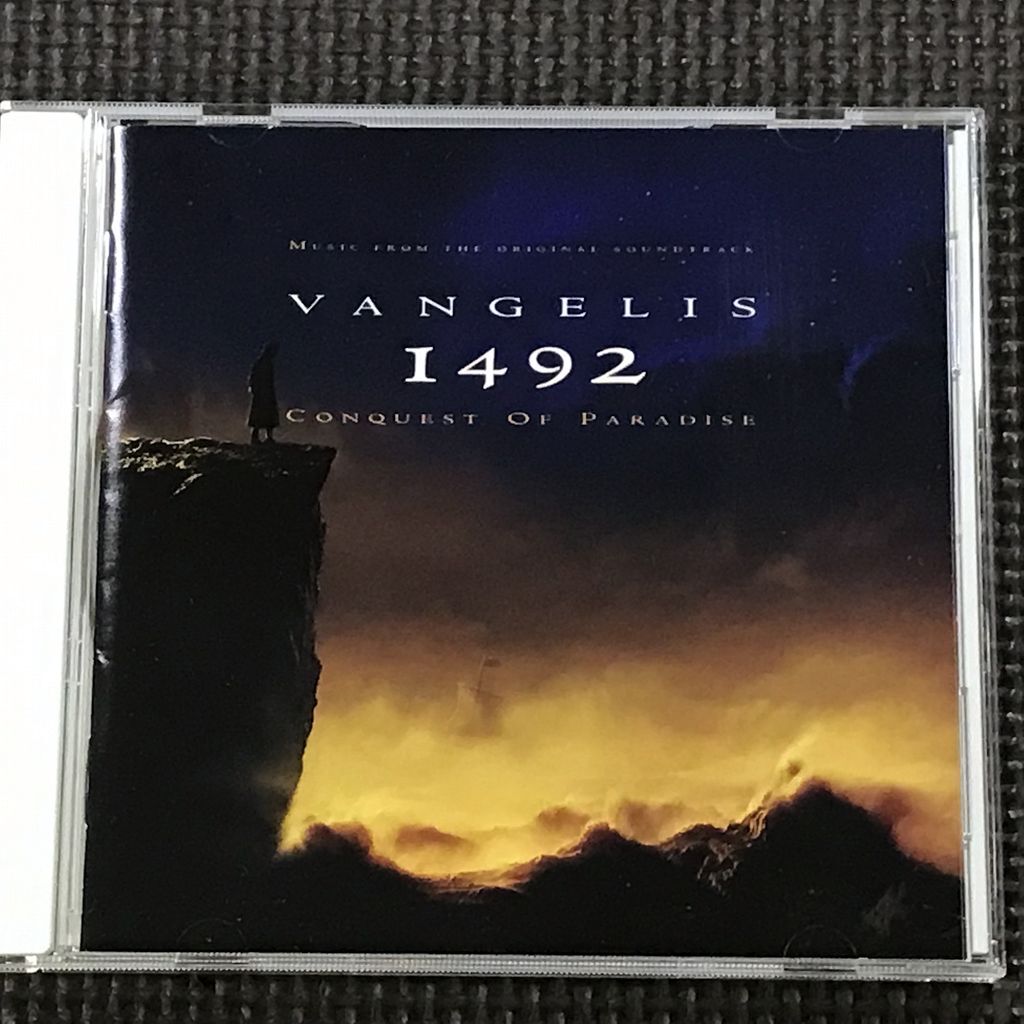 MUSIC FROM THE ORIGINAL SOUNDTRACK
VANGELIS
1492
CONQUEST OF PARADISE